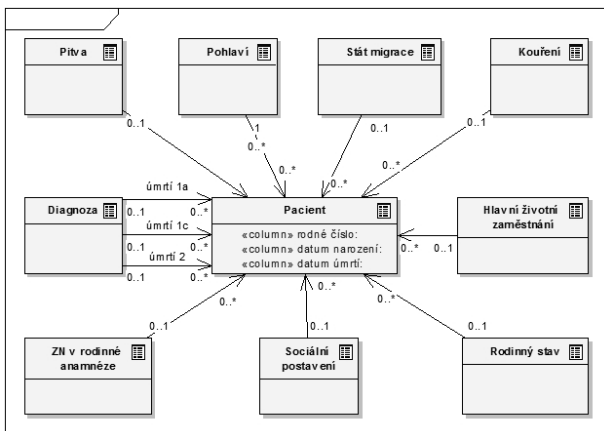 Pitva
Pohlaví
Stát migrace
Kouření
0..1
1
0..*
0..1
0..1
0..*
0..*
0..*
úmrtí 1a
Diagnoza
0..1
0..*
úmrtí 1c
0..1
0..*
úmrtí 2
0..1
0..*
Pacient
«column» rodné číslo:
«column» datum narození:
«column» datum úmrtí:
Hlavní životní
zaměstnání
0..*
0..1
0..*
0..*
0..*
0..1
0..1
0..1
ZN v rodinné
anamnéze
Sociální
postavení
Rodinný stav